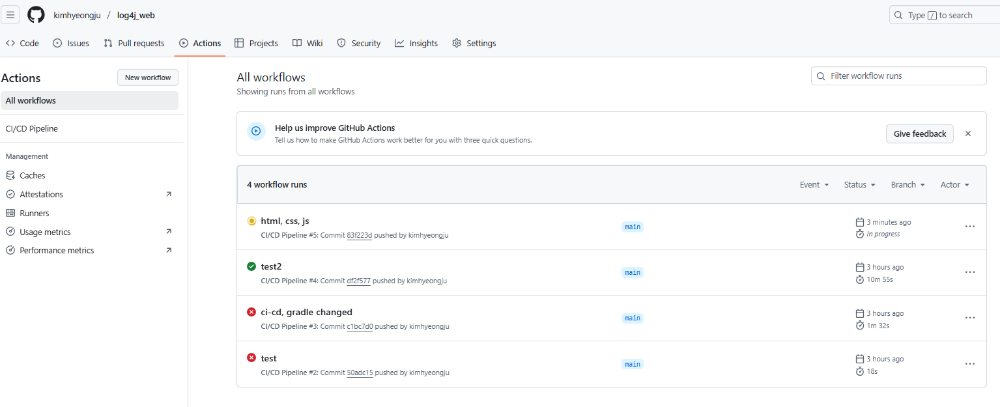 kimhyeongju / log4j_web
Type / to search
Code Issues Pull requests Actions Projects Wiki Security Insights Settings
Actions
New workflow
All workflows
CI/CD Pipeline
Management
Caches
Attestations
Runners
Usage metrics
Performance metrics
All workflows
Showing runs from all workflows
Filter workflow runs
Help us improve GitHub Actions
Tell us how to make GitHub Actions work better for you with three quick questions.
Give feedback
4 workflow runs
Event Status Branch Actor
html, css, js
CI/CD Pipeline #5: Commit 83f223d pushed by kimhyeongju
main
3 minutes ago
In progress
test2
CI/CD Pipeline #4: Commit df2f577 pushed by kimhyeongju
main
3 hours ago
10m 55s
ci-cd, gradle changed
CI/CD Pipeline #3: Commit c1bc7d0 pushed by kimhyeongju
main
3 hours ago
1m 32s
test
CI/CD Pipeline #2: Commit 50adc15 pushed by kimhyeongju
main
3 hours ago
18s